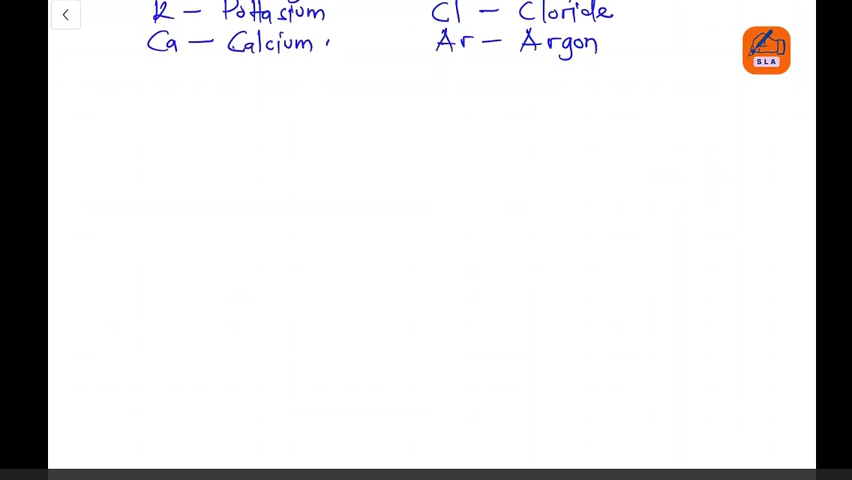 K — Pottasium Cl — Cloride
Ca — Calcium . Ar — Argon
SLA